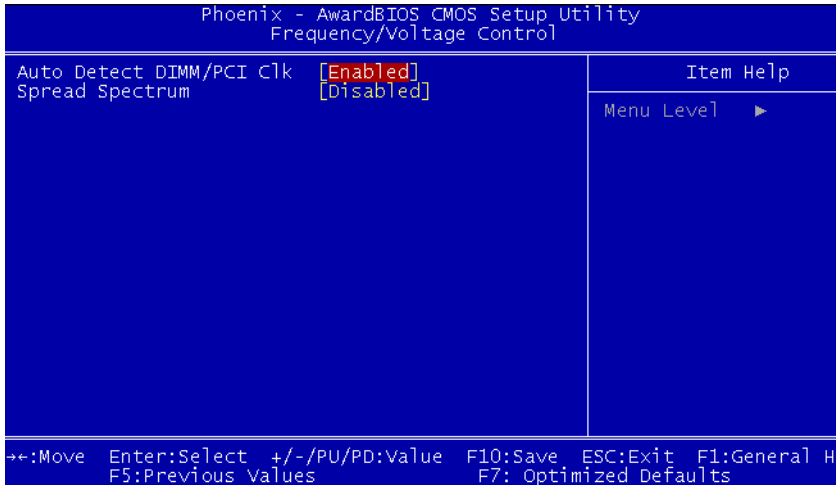 Phoenix - AwardBIOS CMOS Setup Utility
Frequency/Voltage Control
Auto Detect DIMM/PCI Clk [Enabled]
Spread Spectrum [Disabled]
Item Help
Menu Level ►
→←:Move Enter:Select +/-/PU/PD:Value F10:Save ESC:Exit F1:General H
F5:Previous Values F7: Optimized Defaults